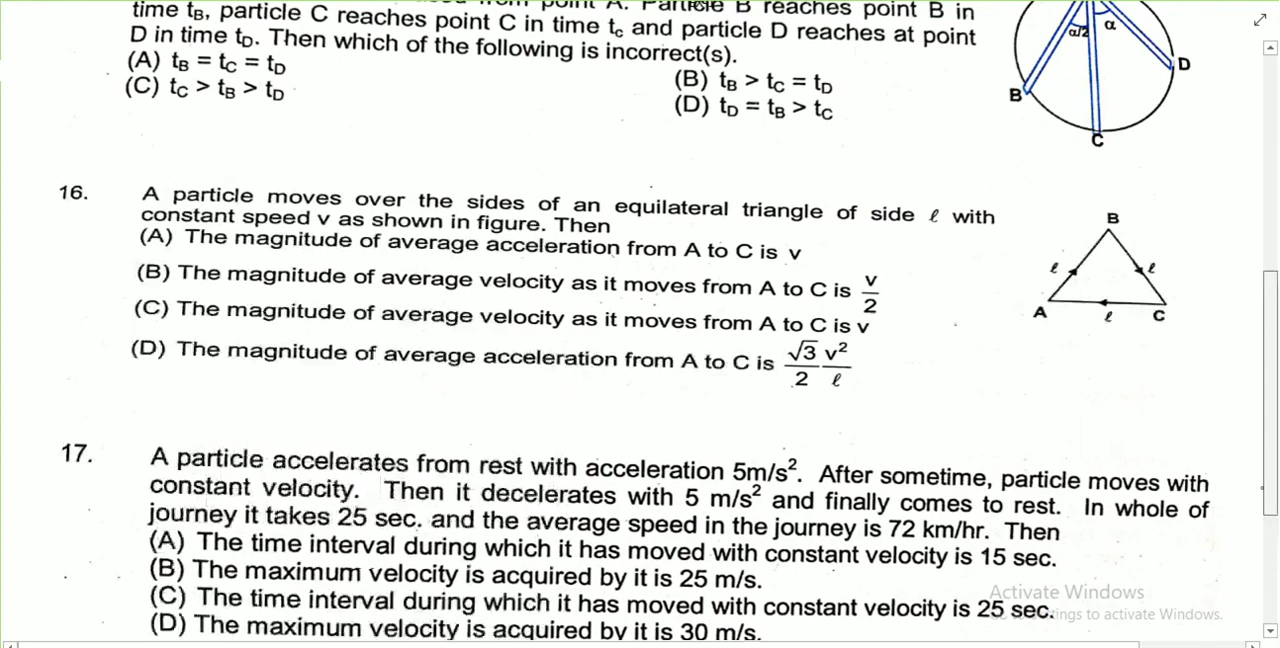 point A. Particle B reaches point B in
time tB, particle C reaches point C in time tc and particle D reaches at point
D in time tD. Then which of the following is incorrect(s).
(A) tB = tC = tD
(B) tB > tC = tD
(C) tC > tB > tD
(D) tD = tB > tC
α/2 α
B
D
C
16. A particle moves over the sides of an equilateral triangle of side ℓ with
constant speed v as shown in figure. Then
(A) The magnitude of average acceleration from A to C is v
(B) The magnitude of average velocity as it moves from A to C is v/2
(C) The magnitude of average velocity as it moves from A to C is v
(D) The magnitude of average acceleration from A to C is √3/2 v²/ℓ
B
ℓ ℓ
A ℓ C
17. A particle accelerates from rest with acceleration 5m/s². After sometime, particle moves with
constant velocity. Then it decelerates with 5 m/s² and finally comes to rest. In whole of
journey it takes 25 sec. and the average speed in the journey is 72 km/hr. Then
(A) The time interval during which it has moved with constant velocity is 15 sec.
(B) The maximum velocity is acquired by it is 25 m/s.
(C) The time interval during which it has moved with constant velocity is 25 sec.
(D) The maximum velocity is acquired by it is 30 m/s.
Activate Windows
ings to activate Windows.